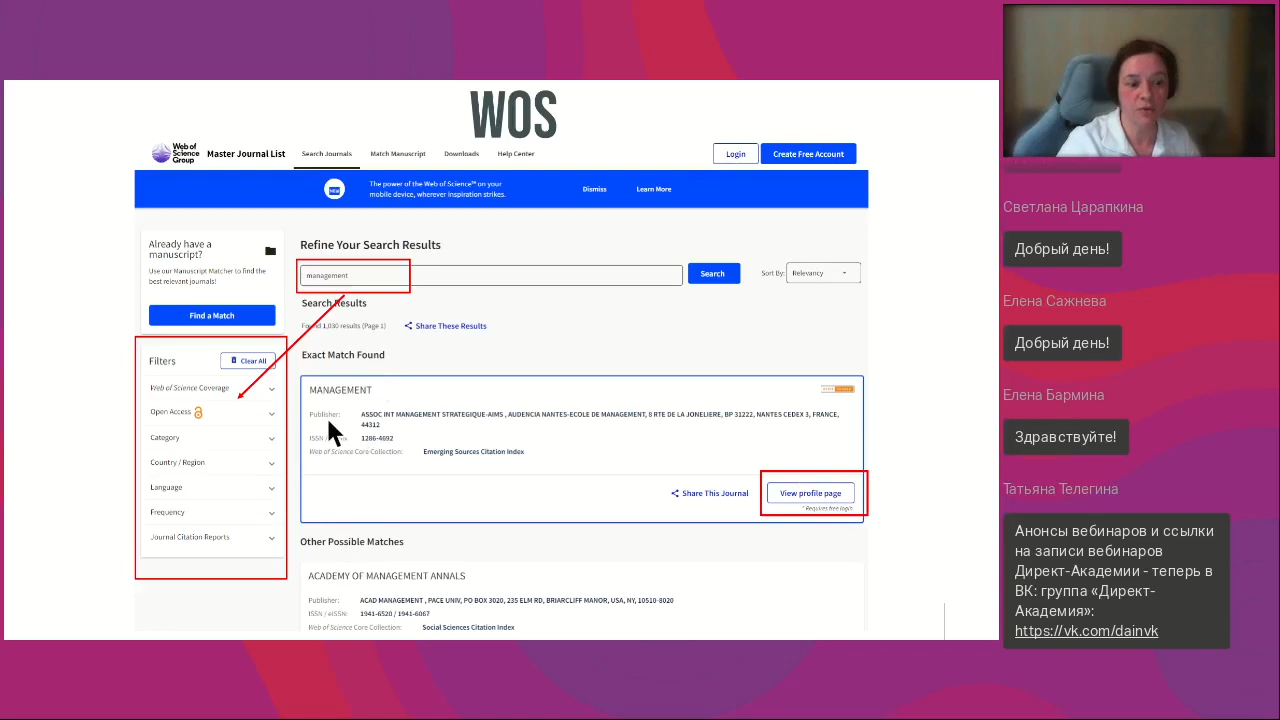 WOS
Web of
Science
Group
Master Journal List
Search Journals
Match Manuscript
Downloads
Help Center
Login
Create Free Account
NEW
The power of the Web of Science™ on your
mobile device, wherever inspiration strikes.
Dismiss
Learn More
Already have a
manuscript?
Use our Manuscript Matcher to find the
best relevant journals!
Find a Match
Filters
Clear All
Web of Science Coverage
Open Access
Category
Country / Region
Language
Frequency
Journal Citation Reports
Refine Your Search Results
management
Search
Sort By:
Relevancy
Search Results
Found 1,030 results (Page 1)
Share These Results
Exact Match Found
MANAGEMENT
Publisher:
ASSOC INT MANAGEMENT STRATEGIQUE-AIMS , AUDENCIA NANTES-ECOLE DE MANAGEMENT, 8 RTE DE LA JONELIERE, BP 31222, NANTES CEDEX 3, FRANCE,
44312
ISSN /
1286-4692
Web of Science Core Collection:
Emerging Sources Citation Index
Share This Journal
View profile page
* Requires free login.
Other Possible Matches
ACADEMY OF MANAGEMENT ANNALS
Publisher:
ACAD MANAGEMENT , PACE UNIV, PO BOX 3020, 235 ELM RD, BRIARCLIFF MANOR, USA, NY, 10510-8020
ISSN / eISSN:
1941-6520 / 1941-6067
Web of Science Core Collection:
Social Sciences Citation Index
Светлана Царапкина
Добрый день!
Елена Сажнева
Добрый день!
Елена Бармина
Здравствуйте!
Татьяна Телегина
Анонсы вебинаров и ссылки
на записи вебинаров
Директ-Академии - теперь в
ВК: группа «Директ-
Академия»:
https://vk.com/dainvk